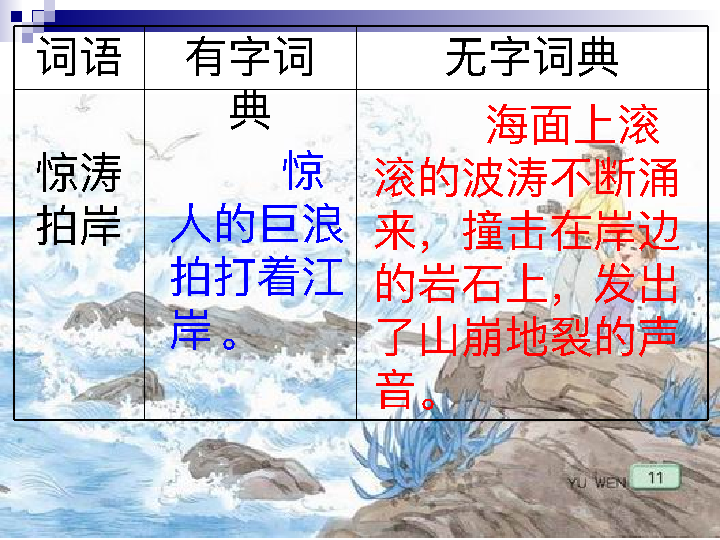 词语
有字词
典
无字词典
惊涛
拍岸
惊
人的巨浪
拍打着江
岸。
海面上滚
滚的波涛不断涌
来，撞击在岸边
的岩石上，发出
了山崩地裂的声
音。
YU WEN 11